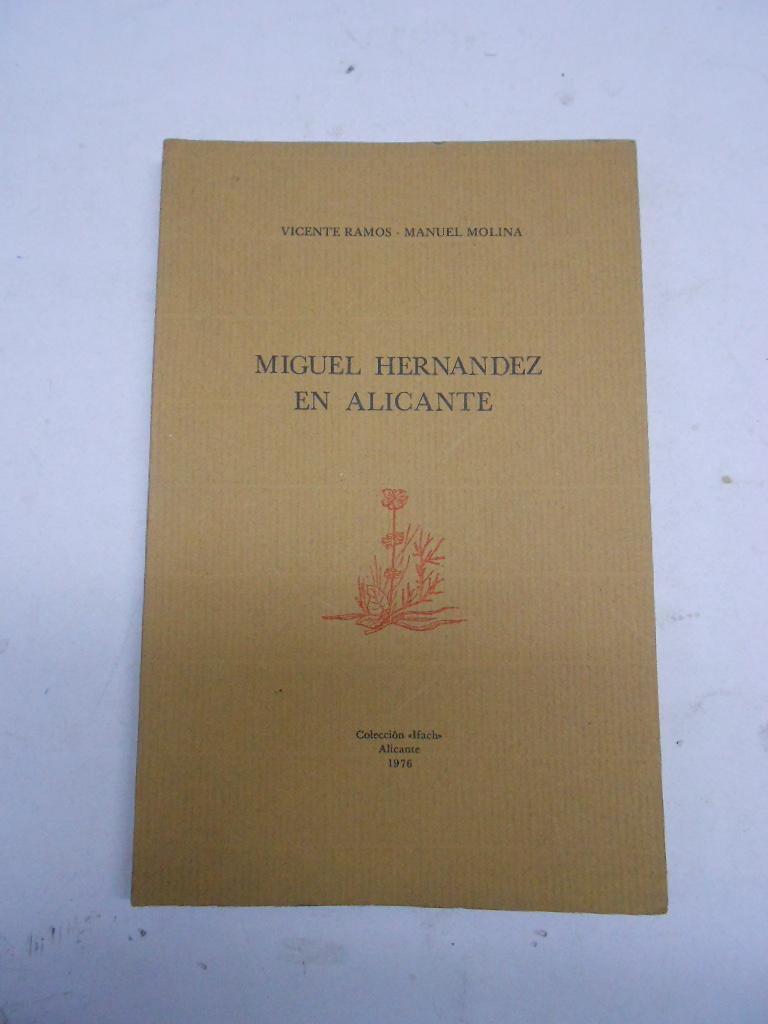 VICENTE RAMOS - MANUEL MOLINA
MIGUEL HERNANDEZ
EN ALICANTE
Colección «Ifach»
Alicante
1976